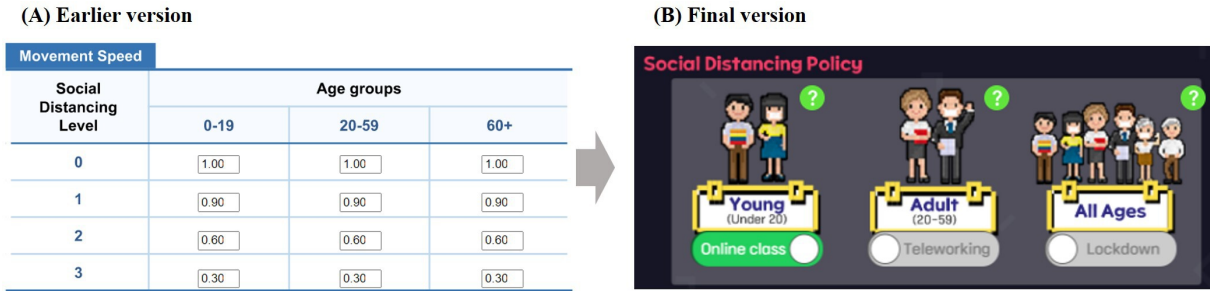 (A) Earlier version
Movement Speed
Social Distancing Level
Age groups
0-19 20-59 60+
0 1.00 1.00 1.00
1 0.90 0.90 0.90
2 0.60 0.60 0.60
3 0.30 0.30 0.30
(B) Final version
Social Distancing Policy
? ? ?
Young
(Under 20)
Online class
Adult
(20-59)
Teleworking
All Ages
Lockdown